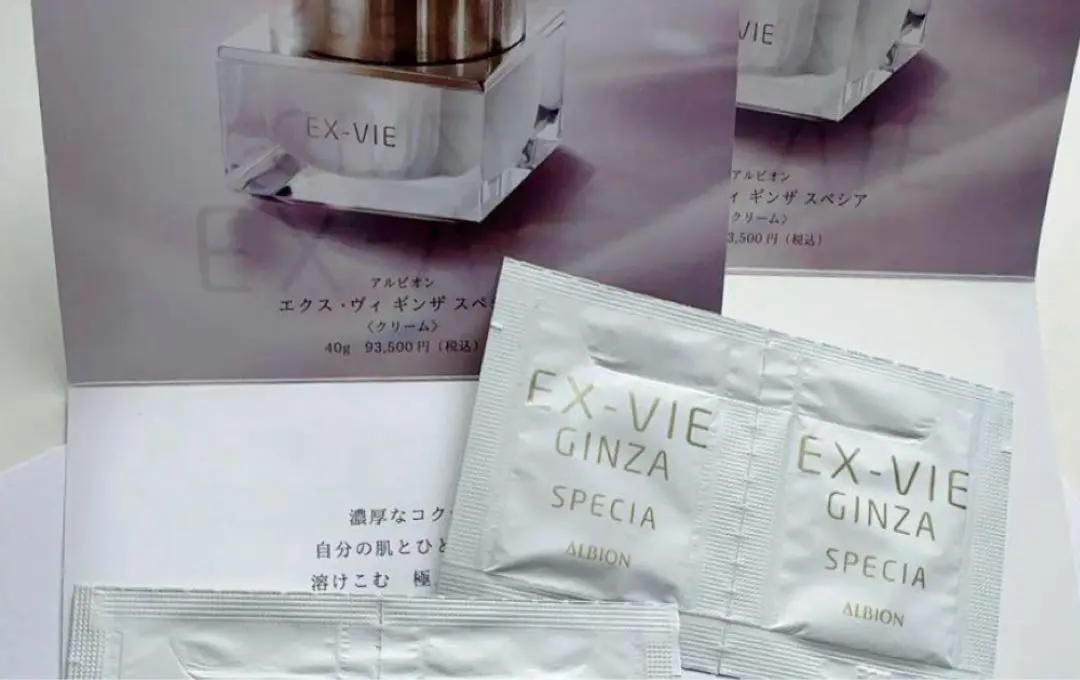 EX-VIE
アルビオン
エクス・ヴィ ギンザ スペ
〈クリーム〉
40g 93,500円（税込）
VIE
アルビオン
ィ ギンザ スペシア
クリーム〉
3,500円（税込）
濃厚なコク
自分の肌とひと
溶けこむ 極
EX-VIE
GINZA
SPECIA
ALBION
EX-VIE
GINZA
SPECIA
ALBION